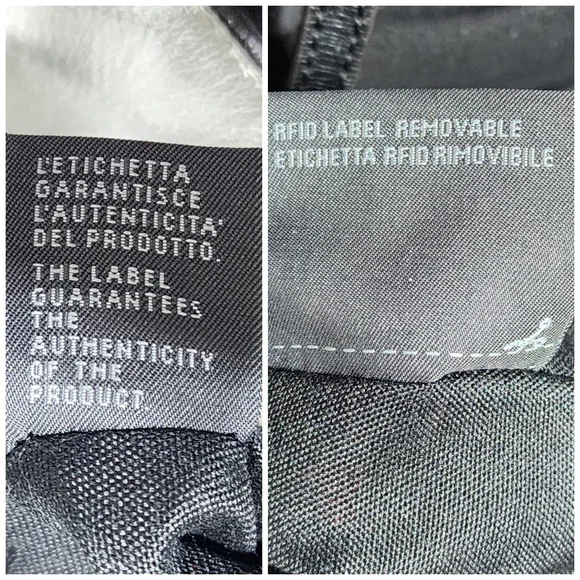 L'ETICHETTA
GARANTISCE
L'AUTENTICITA'
DEL PRODOTTO.
THE LABEL
GUARANTEES
THE
AUTHENTICITY
OF THE
PRODUCT.
RFID LABEL REMOVABLE
ETICHETTA RFID RIMOVIBILE